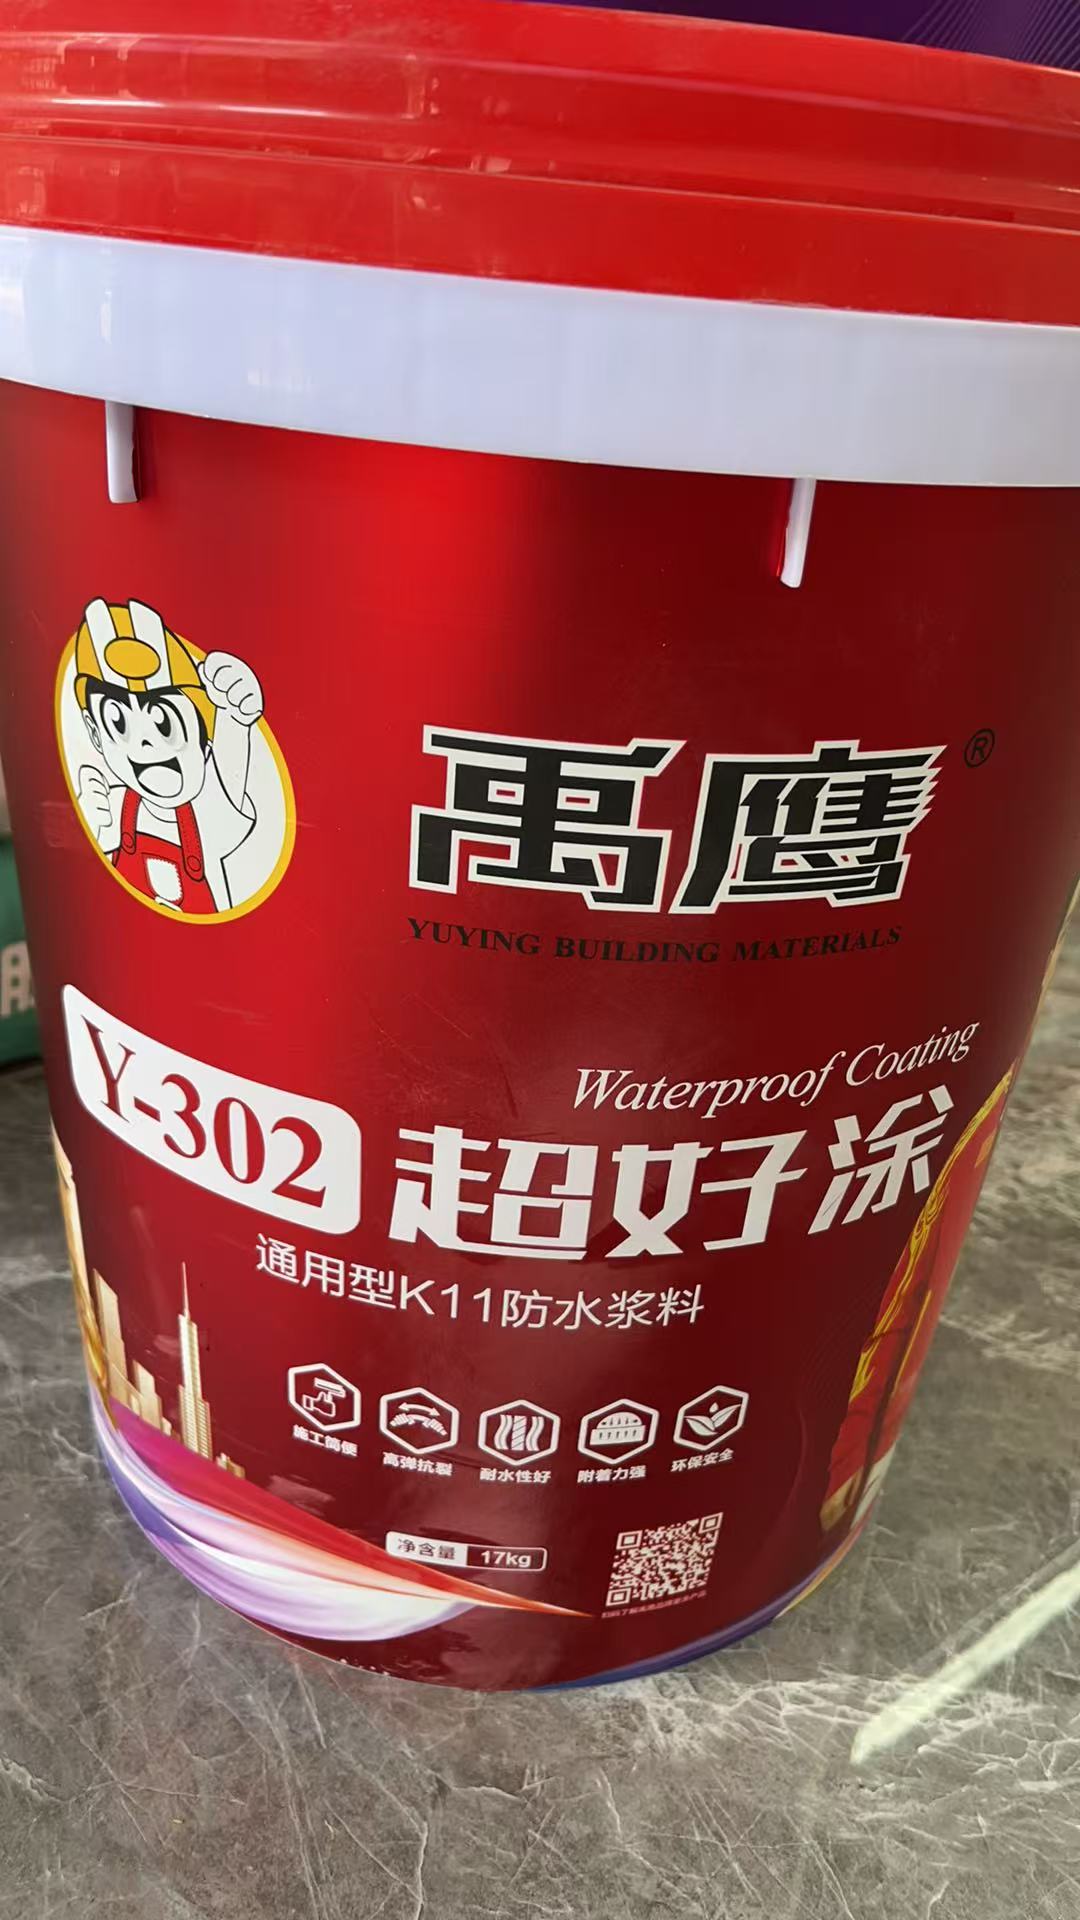 禹鹰®
YUYING BUILDING MATERIALS
Waterproof Coating
Y-302
超好涂
通用型K11防水浆料
施工简便
高弹抗裂
耐水性好
附着力强
环保安全
净含量 17kg